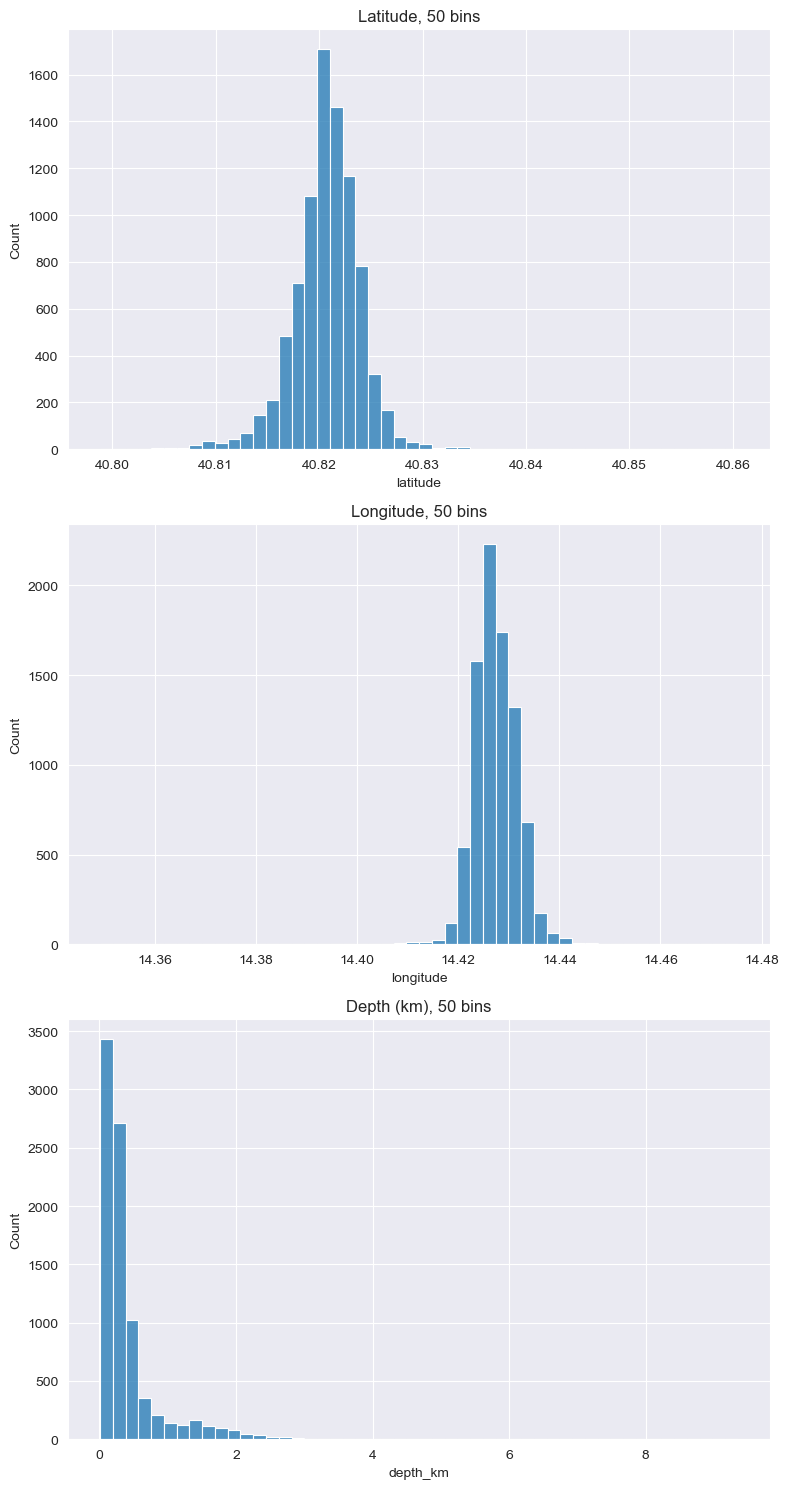 Latitude, 50 bins
1600
1400
1200
1000
800
600
400
200
0
Count
40.80 40.81 40.82 40.83 40.84 40.85 40.86
latitude
Longitude, 50 bins
2000
1500
1000
500
0
Count
14.36 14.38 14.40 14.42 14.44 14.46 14.48
longitude
Depth (km), 50 bins
3500
3000
2500
2000
1500
1000
500
0
Count
0 2 4 6 8
depth_km